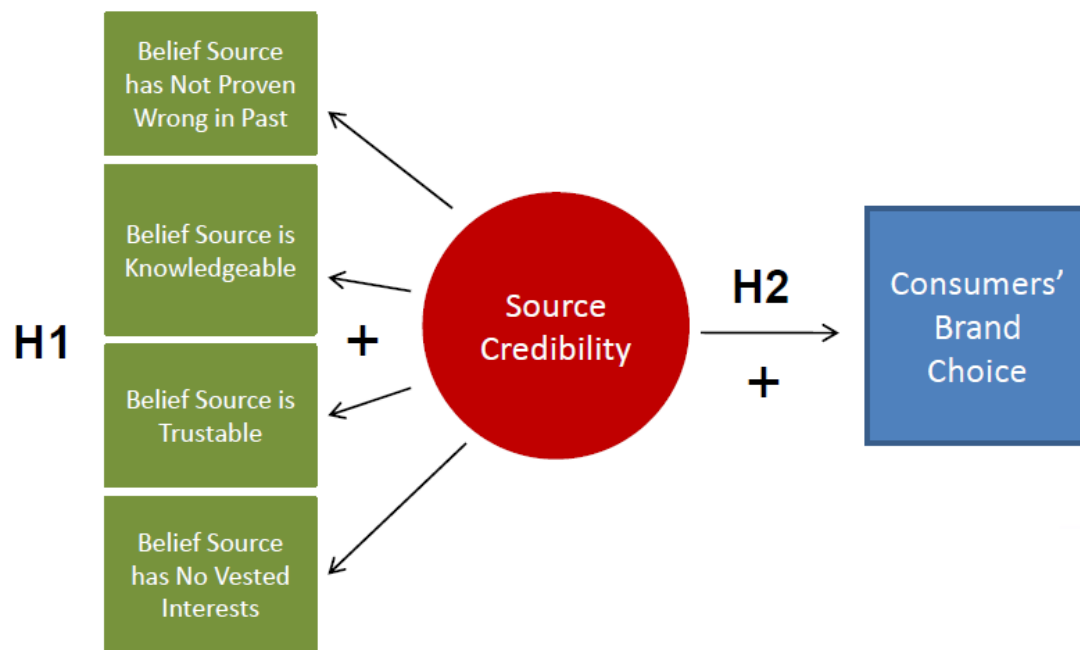 Belief Source
has Not Proven
Wrong in Past
Belief Source is
Knowledgeable
H1
+
Belief Source is
Trustable
Belief Source
has No Vested
Interests
Source
Credibility
H2
+
Consumers’
Brand
Choice